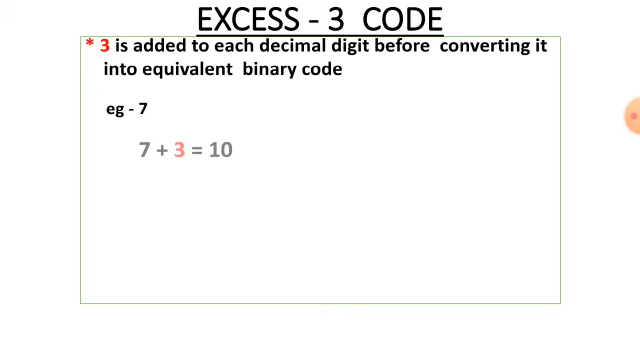 EXCESS - 3 CODE
* 3 is added to each decimal digit before converting it
into equivalent binary code
eg - 7
7 + 3 = 10